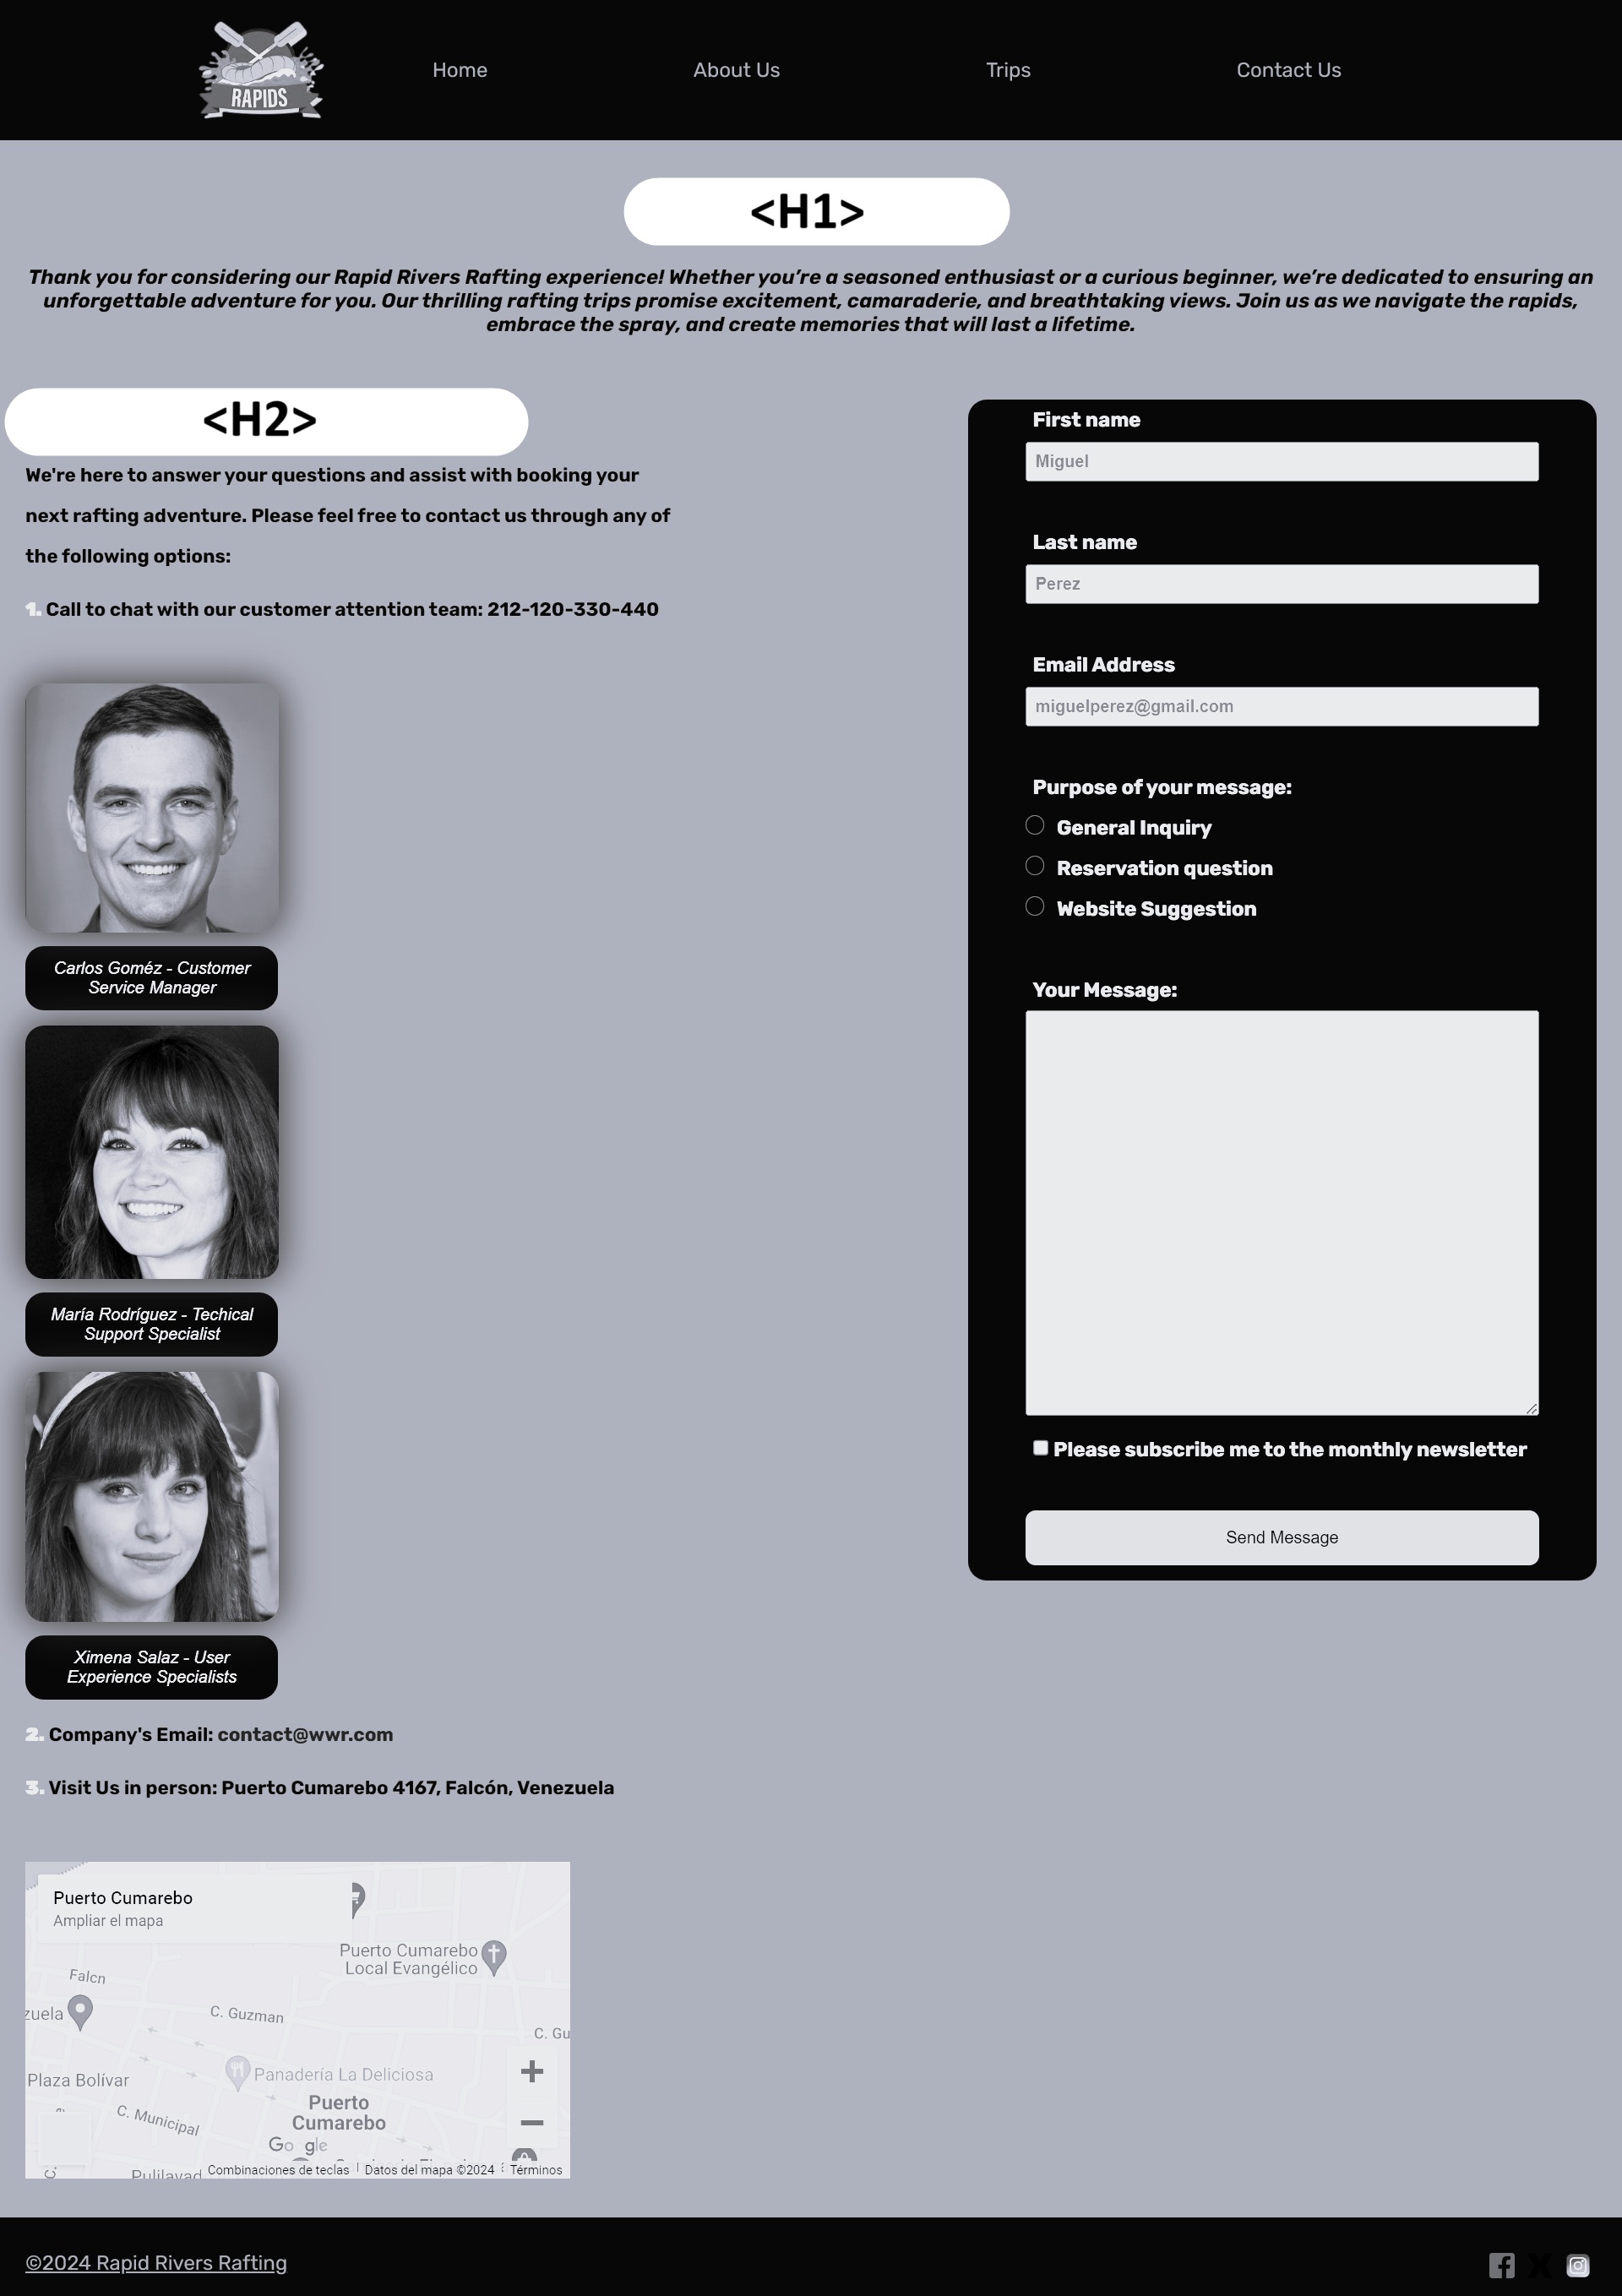 RAPIDS
Home
About Us
Trips
Contact Us
<H1>
Thank you for considering our Rapid Rivers Rafting experience! Whether you’re a seasoned enthusiast or a curious beginner, we’re dedicated to ensuring an
unforgettable adventure for you. Our thrilling rafting trips promise excitement, camaraderie, and breathtaking views. Join us as we navigate the rapids,
embrace the spray, and create memories that will last a lifetime.
<H2>
We're here to answer your questions and assist with booking your
next rafting adventure. Please feel free to contact us through any of
the following options:
1. Call to chat with our customer attention team: 212-120-330-440
Carlos Goméz - Customer
Service Manager
María Rodríguez - Techical
Support Specialist
Ximena Salaz - User
Experience Specialists
2. Company's Email: contact@wwr.com
3. Visit Us in person: Puerto Cumarebo 4167, Falcón, Venezuela
Puerto Cumarebo
Ampliar el mapa
Puerto Cumarebo
Local Evangélico
Falcn
zuela
C. Guzman
C. Gu
Panadería La Deliciosa
Plaza Bolívar
Puerto
Cumarebo
C. Municipal
Google
C.
Pulilavad
Combinaciones de teclas
Datos del mapa ©2024
Términos
First name
Miguel
Last name
Perez
Email Address
miguelperez@gmail.com
Purpose of your message:
General Inquiry
Reservation question
Website Suggestion
Your Message:
Please subscribe me to the monthly newsletter
Send Message
©2024 Rapid Rivers Rafting